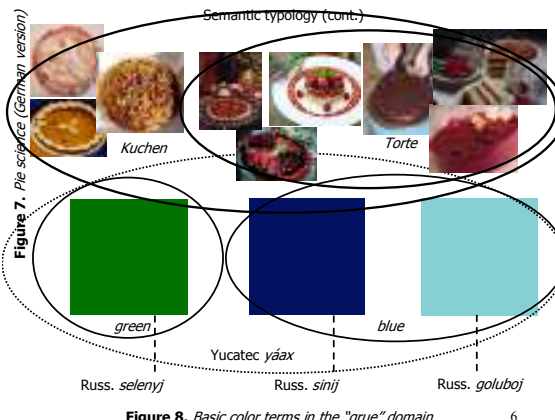 Semantic typology (cont.)
Figure 7. Pie science (German version)
Kuchen
Torte
green
blue
Yucatec yáax
Russ. selenyj
Russ. sinij
Russ. goluboj
Figure 8. Basic color terms in the "grue" domain
6